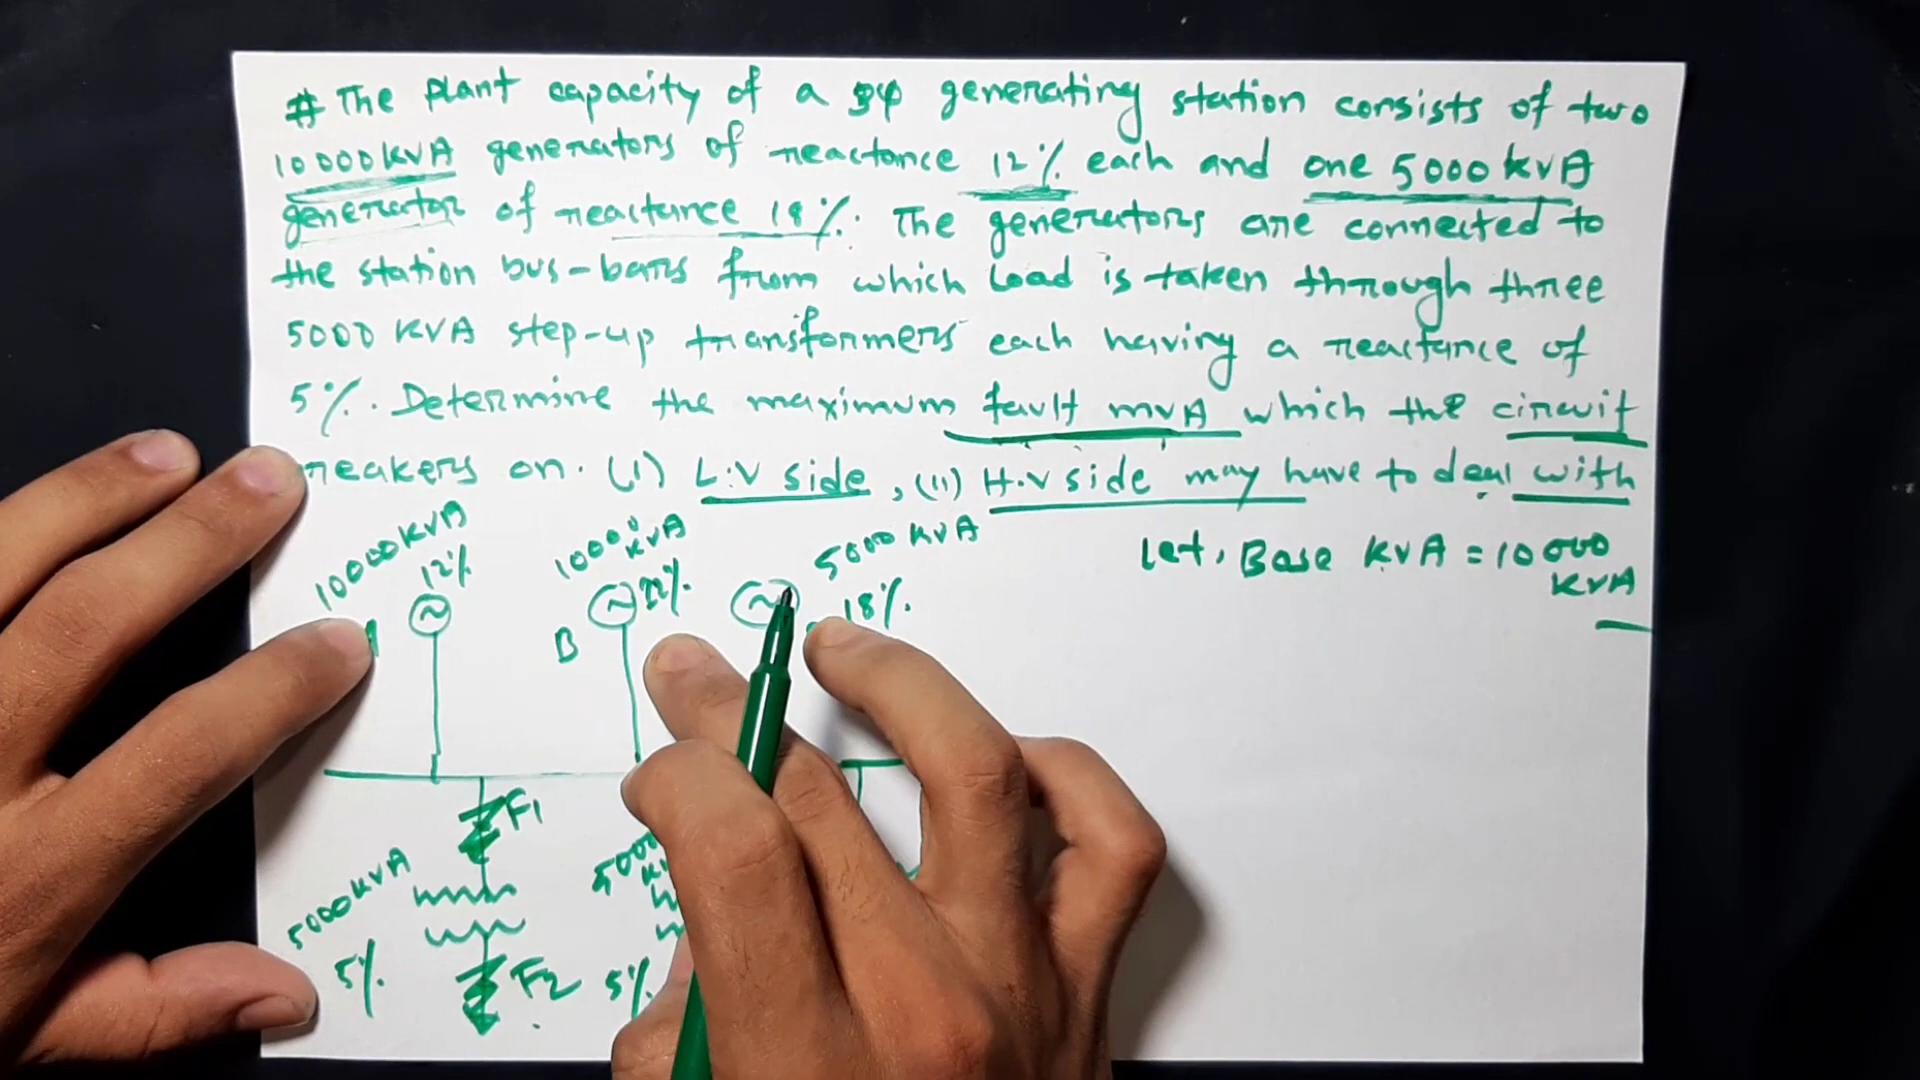 # The plant capacity of a 3φ generating station consists of two
10000 kVA generators of reactance 12% each and one 5000 kVA
generator of reactance 18%. The generators are connected to
the station bus-bars from which load is taken through three
5000 KVA step-up transformers each having a reactance of
5%. Determine the maximum fault mvA which the circuit
reakers on. (i) L.V side, (ii) H.v side may have to deal with
10000 KVA
12%
10000 KVA
12%
B
5000 KVA
18%
Let, Base KVA = 10000
KVA
F1
5000 KVA
5%
F2
5000
5%